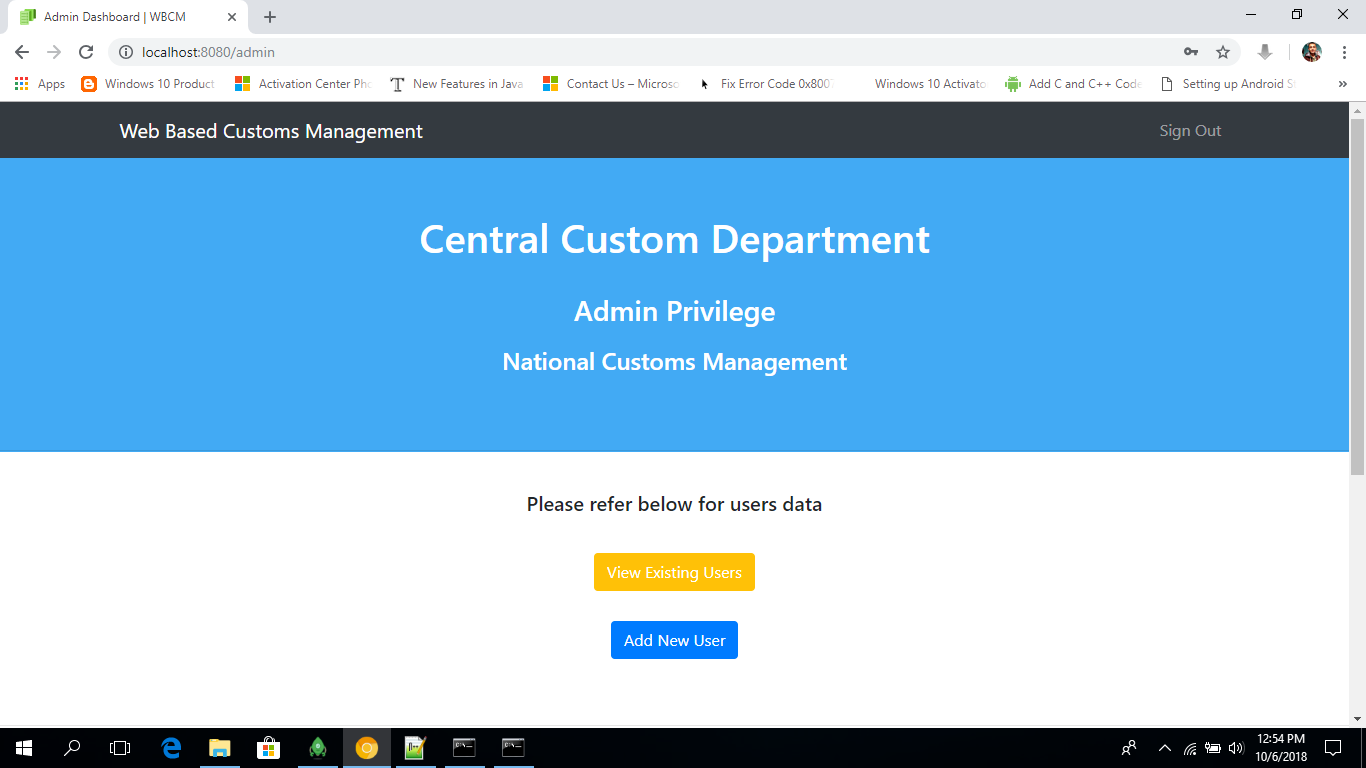 Admin Dashboard | WBCM
localhost:8080/admin
Apps Windows 10 Product Activation Center Pho New Features in Java Contact Us – Microso Fix Error Code 0x8007 Windows 10 Activato Add C and C++ Code Setting up Android S »
Web Based Customs Management Sign Out
Central Custom Department
Admin Privilege
National Customs Management
Please refer below for users data
View Existing Users
Add New User
12:54 PM
10/6/2018